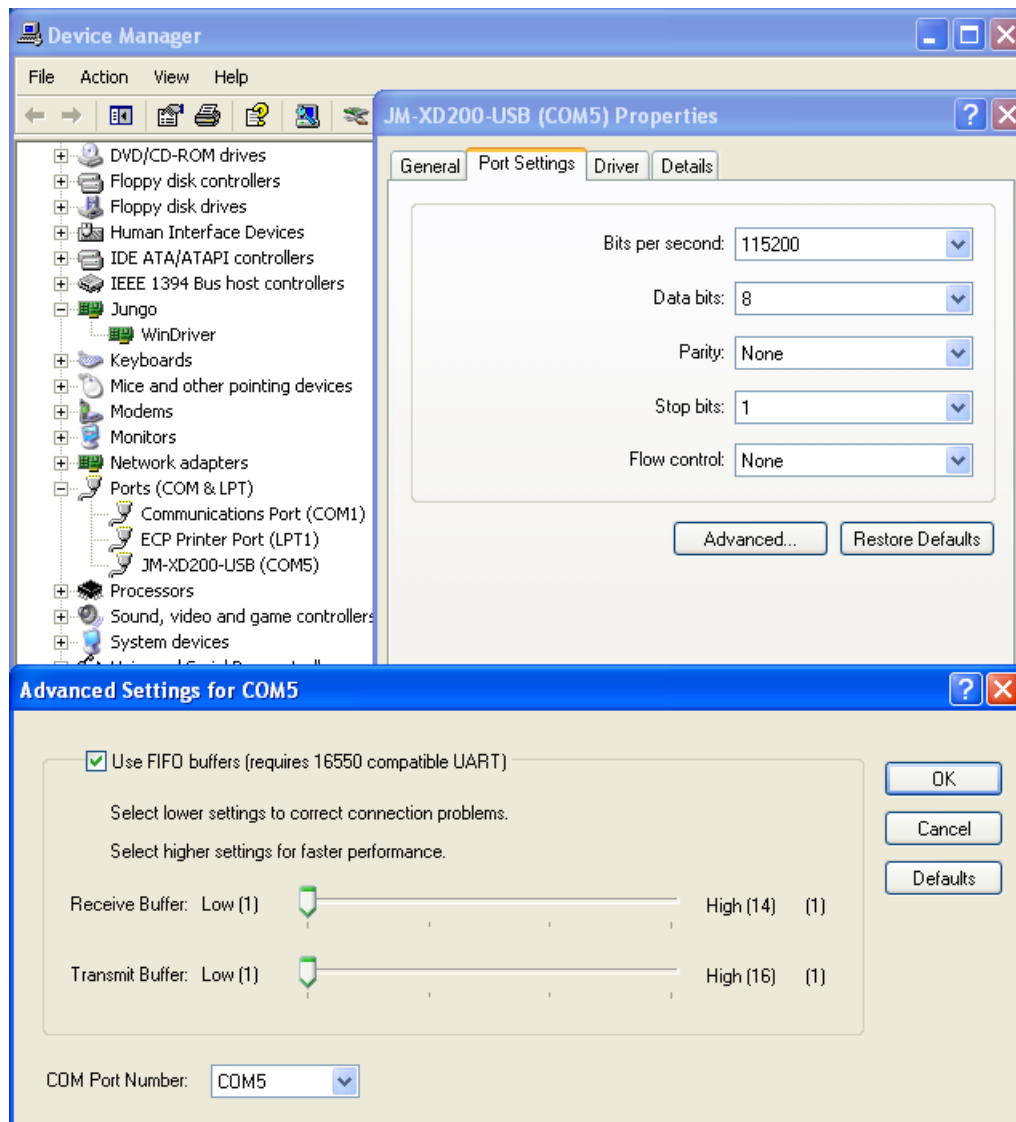 Device Manager
File Action View Help
DVD/CD-ROM drives
Floppy disk controllers
Floppy disk drives
Human Interface Devices
IDE ATA/ATAPI controllers
IEEE 1394 Bus host controllers
Jungo
WinDriver
Keyboards
Mice and other pointing devices
Modems
Monitors
Network adapters
Ports (COM & LPT)
Communications Port (COM1)
ECP Printer Port (LPT1)
JM-XD200-USB (COM5)
Processors
Sound, video and game controllers
System devices
JM-XD200-USB (COM5) Properties
General Port Settings Driver Details
Bits per second: 115200
Data bits: 8
Parity: None
Stop bits: 1
Flow control: None
Advanced... Restore Defaults
Advanced Settings for COM5
Use FIFO buffers (requires 16550 compatible UART)
Select lower settings to correct connection problems.
Select higher settings for faster performance.
Receive Buffer: Low (1) High (14) (1)
Transmit Buffer: Low (1) High (16) (1)
COM Port Number: COM5
OK
Cancel
Defaults